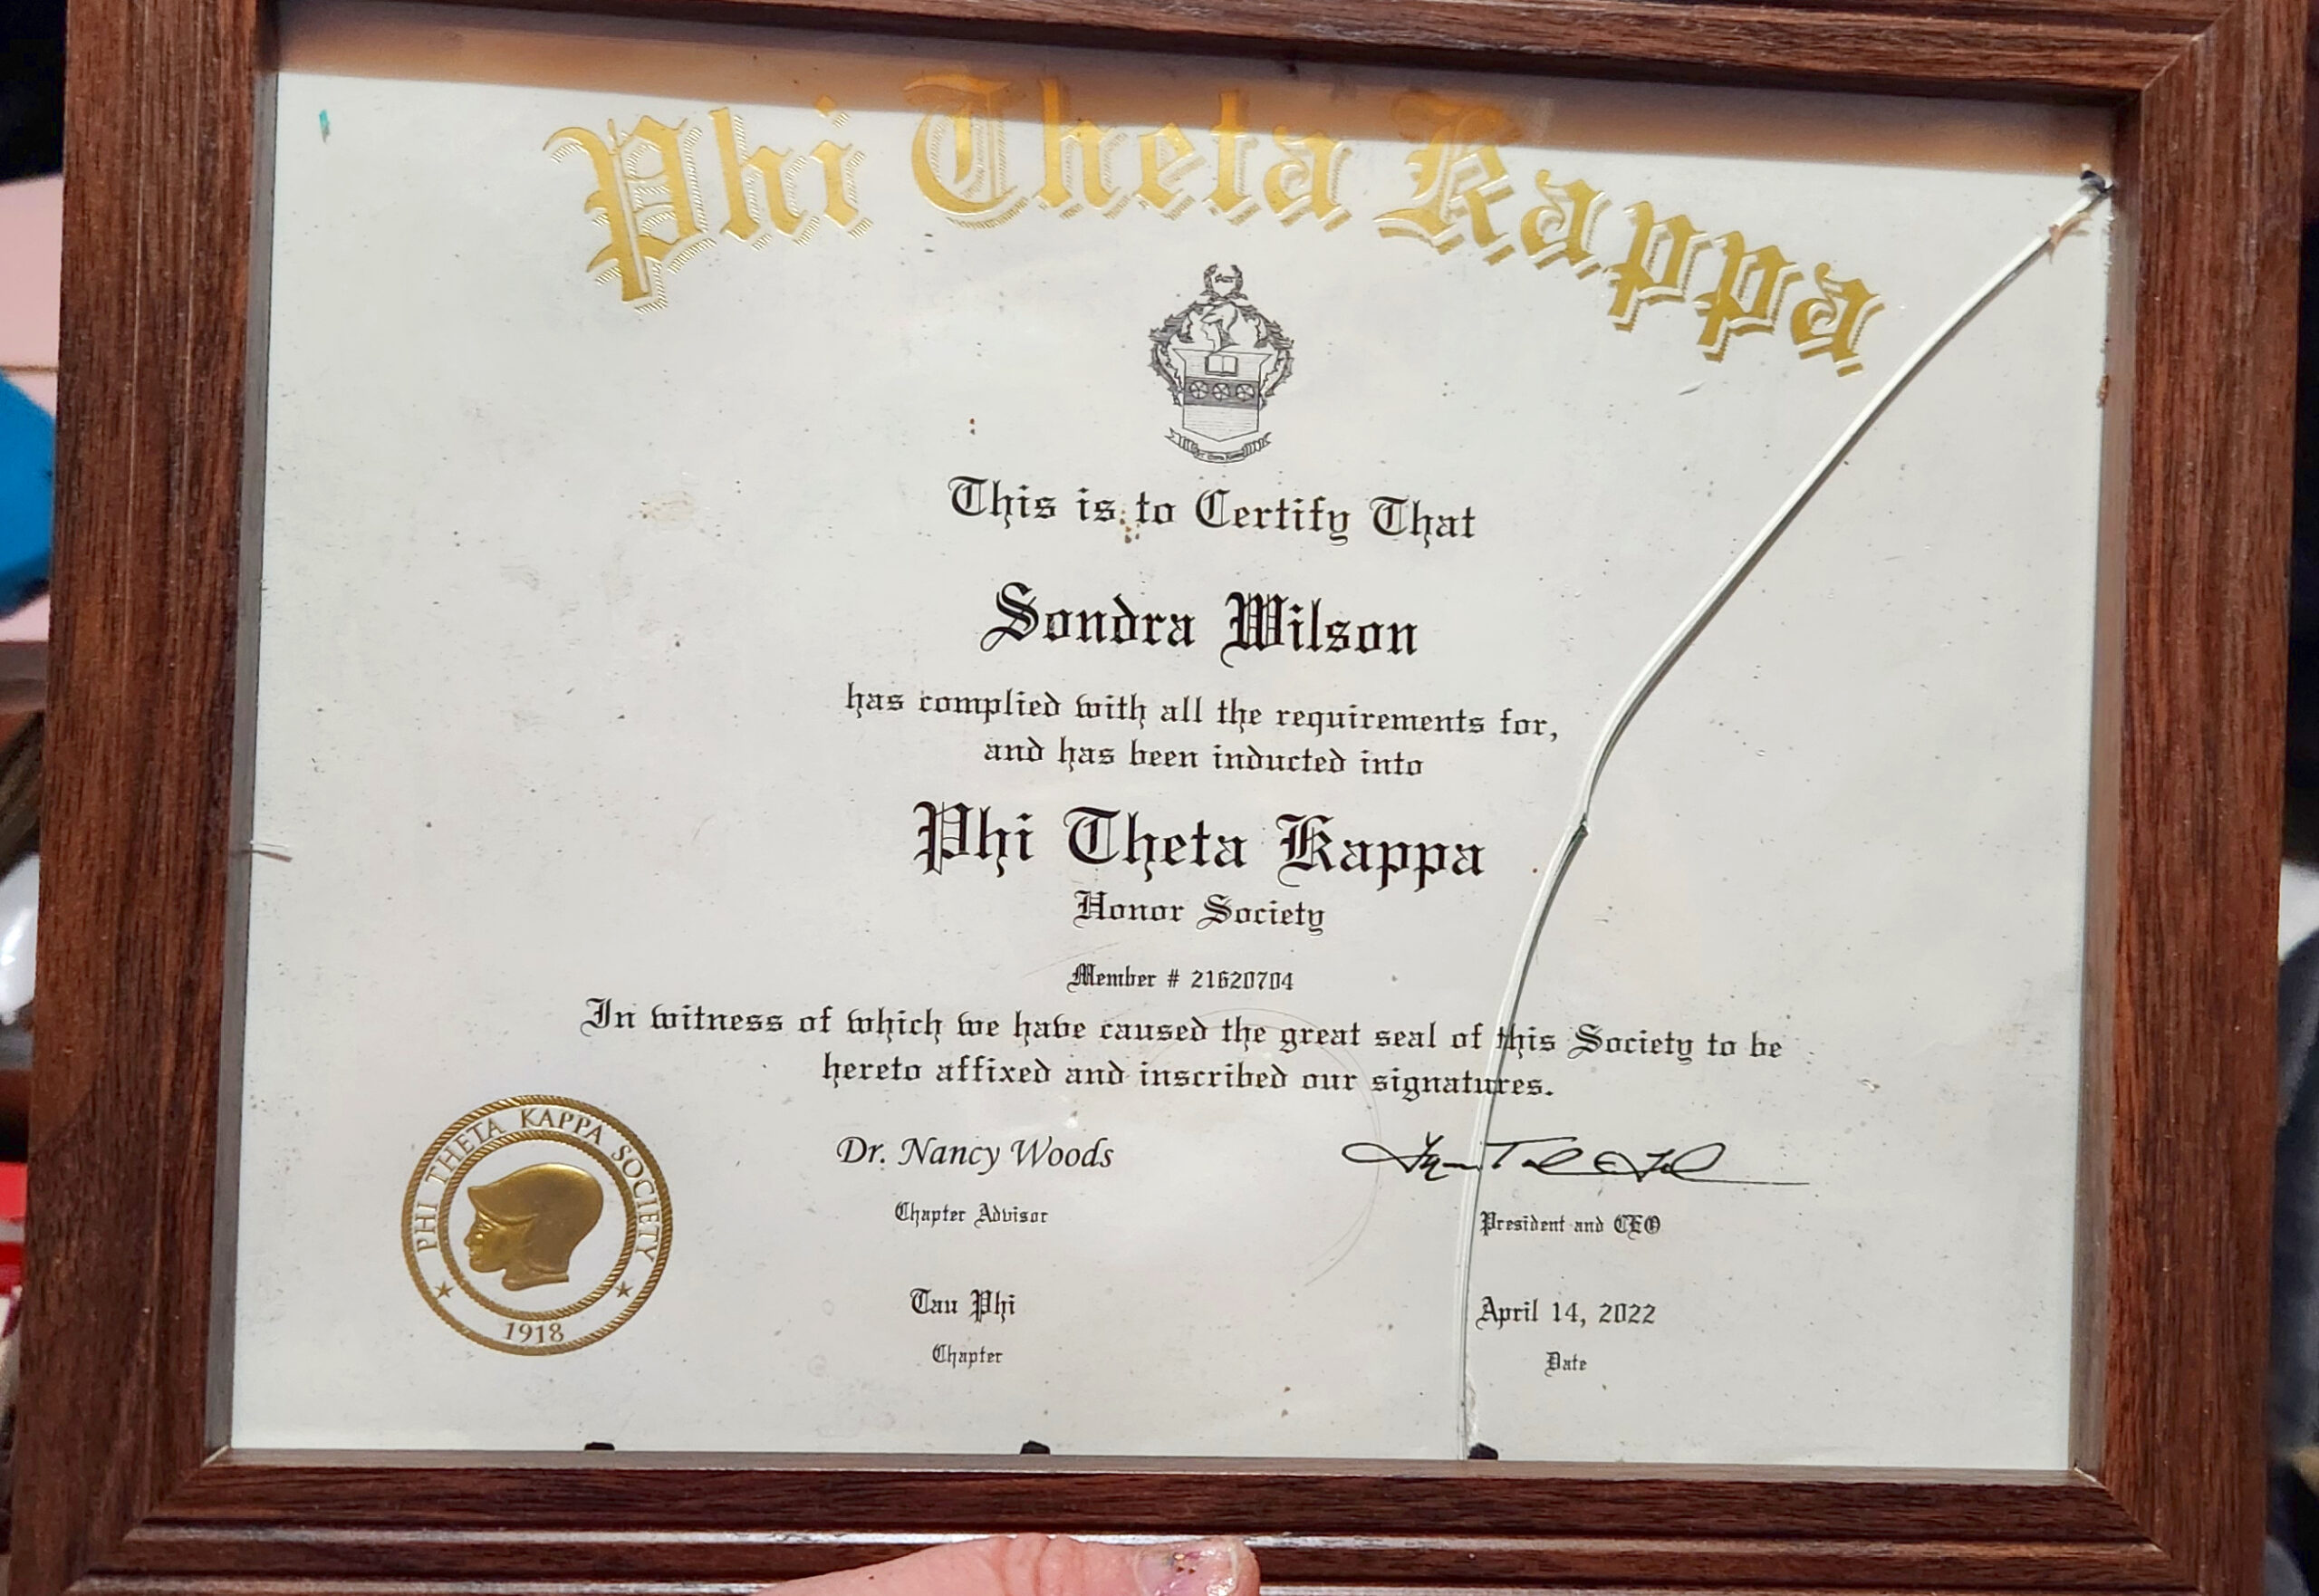 Phi Theta Kappa
This is to Certify That
Sondra Wilson
has complied with all the requirements for,
and has been inducted into
Phi Theta Kappa
Honor Society
Member # 21620704
In witness of which we have caused the great seal of this Society to be
hereto affixed and inscribed our signatures.
PHI THETA KAPPA SOCIETY
1918
Dr. Nancy Woods
Chapter Advisor
President and CEO
Tau Phi
Chapter
April 14, 2022
Date